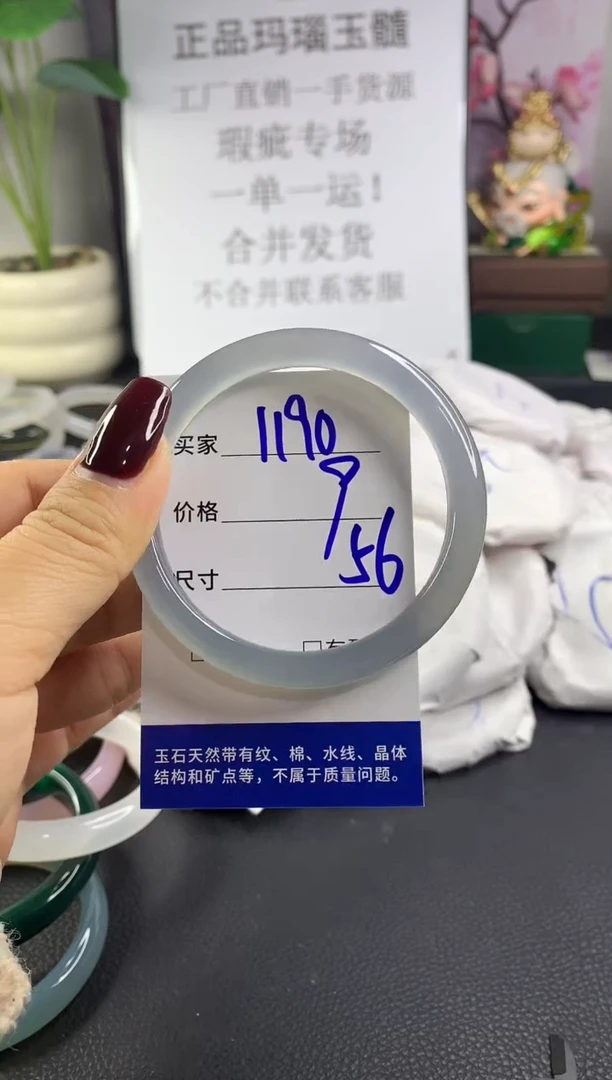 正品玛瑙玉髓
工厂直销一手货源
瑕疵专场
一单一运！
合并发货
不合并联系客服
买家 1190
价格 9
尺寸 56
玉石天然带有纹、棉、水线、晶体
结构和矿点等，不属于质量问题。